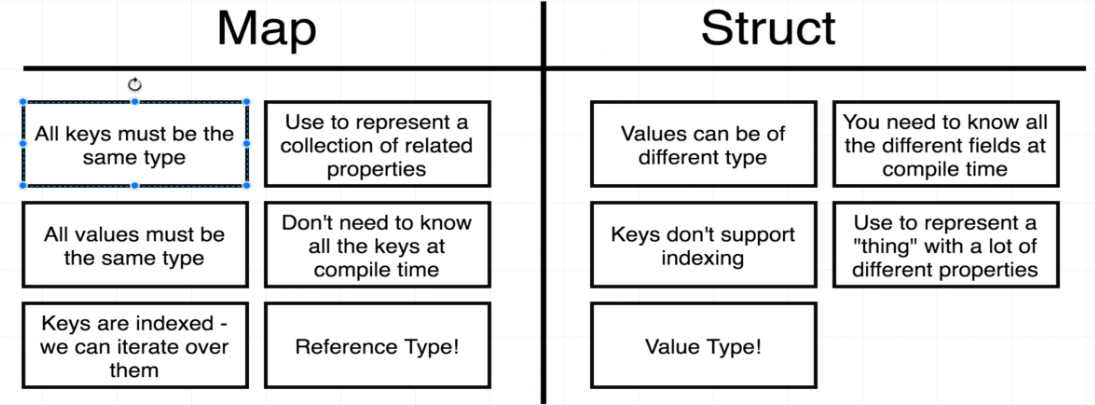 Map
Struct
All keys must be the
same type
Use to represent a
collection of related
properties
Values can be of
different type
You need to know all
the different fields at
compile time
All values must be
the same type
Don't need to know
all the keys at
compile time
Keys don't support
indexing
Use to represent a
"thing" with a lot of
different properties
Keys are indexed -
we can iterate over
them
Reference Type!
Value Type!